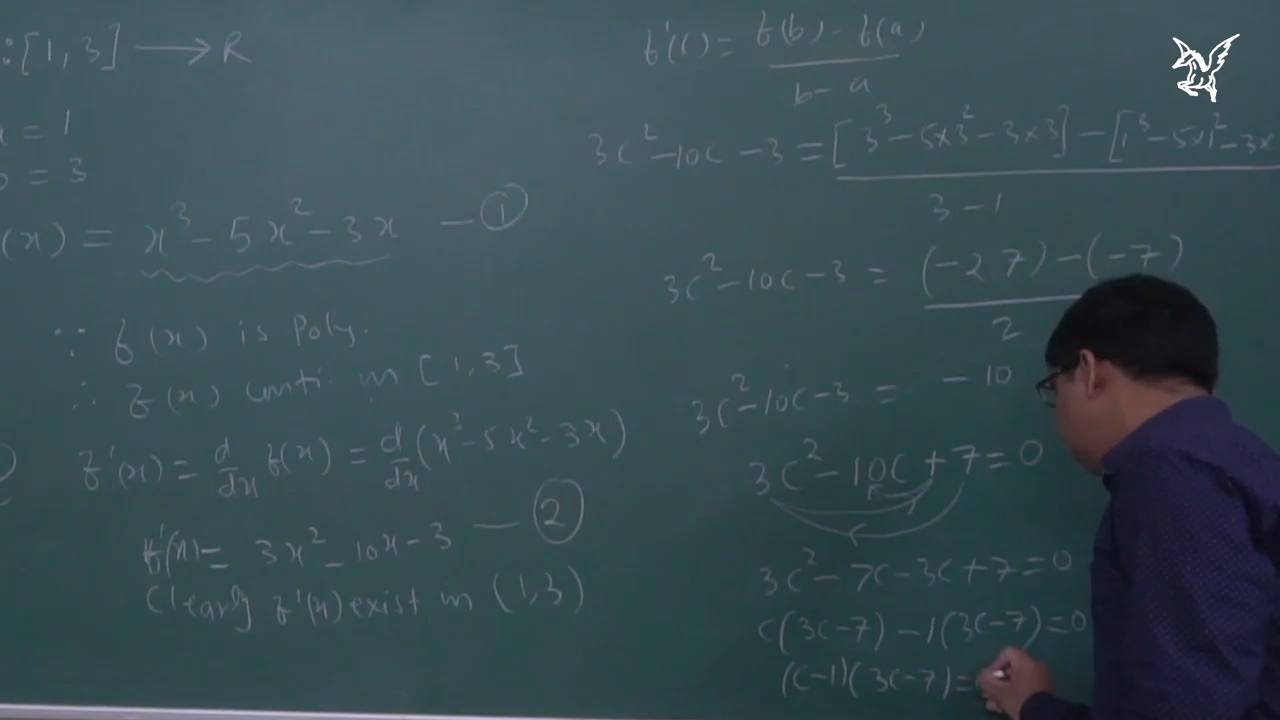 :[1, 3] → R
= 1
= 3
(x) = x³ - 5x² - 3x - ①
∵ f(x) is Poly.
∴ f(x) conti. in [1, 3]
f'(x) = d/dx f(x) = d/dx (x³ - 5x² - 3x)
f'(x) = 3x² - 10x - 3 - ②
Clearly f'(x) exist in (1, 3)
f'(c) = f(b) - f(a) / b - a
3c² - 10c - 3 = [3³ - 5×3² - 3×3] - [1³ - 5×1² - 3× / 3 - 1
3c² - 10c - 3 = (-27) - (-7) / 2
3c² - 10c - 3 = -10
3c² - 10c + 7 = 0
3c² - 7c - 3c + 7 = 0
c(3c - 7) - 1(3c - 7) = 0
(c - 1)(3c - 7) =